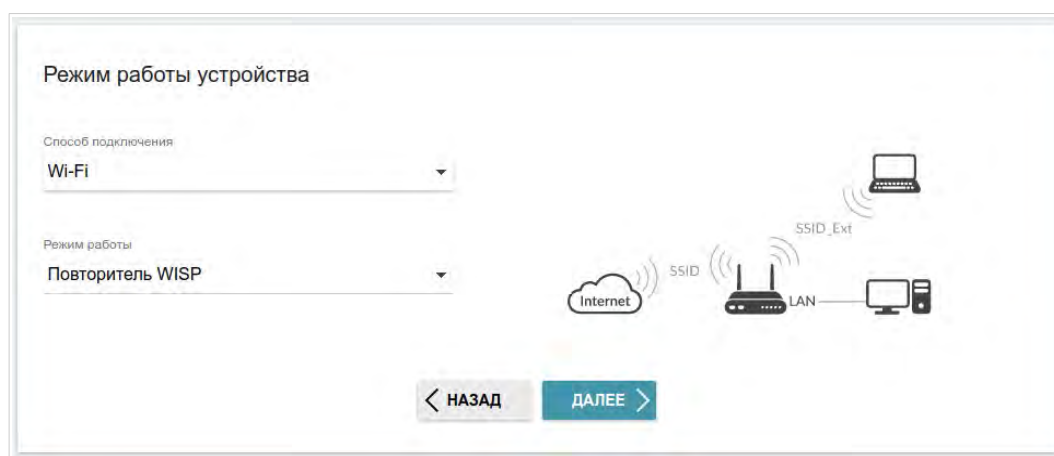 Режим работы устройства
Способ подключения
Wi-Fi
Режим работы
Повторитель WISP
SSID_Ext
SSID
Internet
LAN
НАЗАД
ДАЛЕЕ